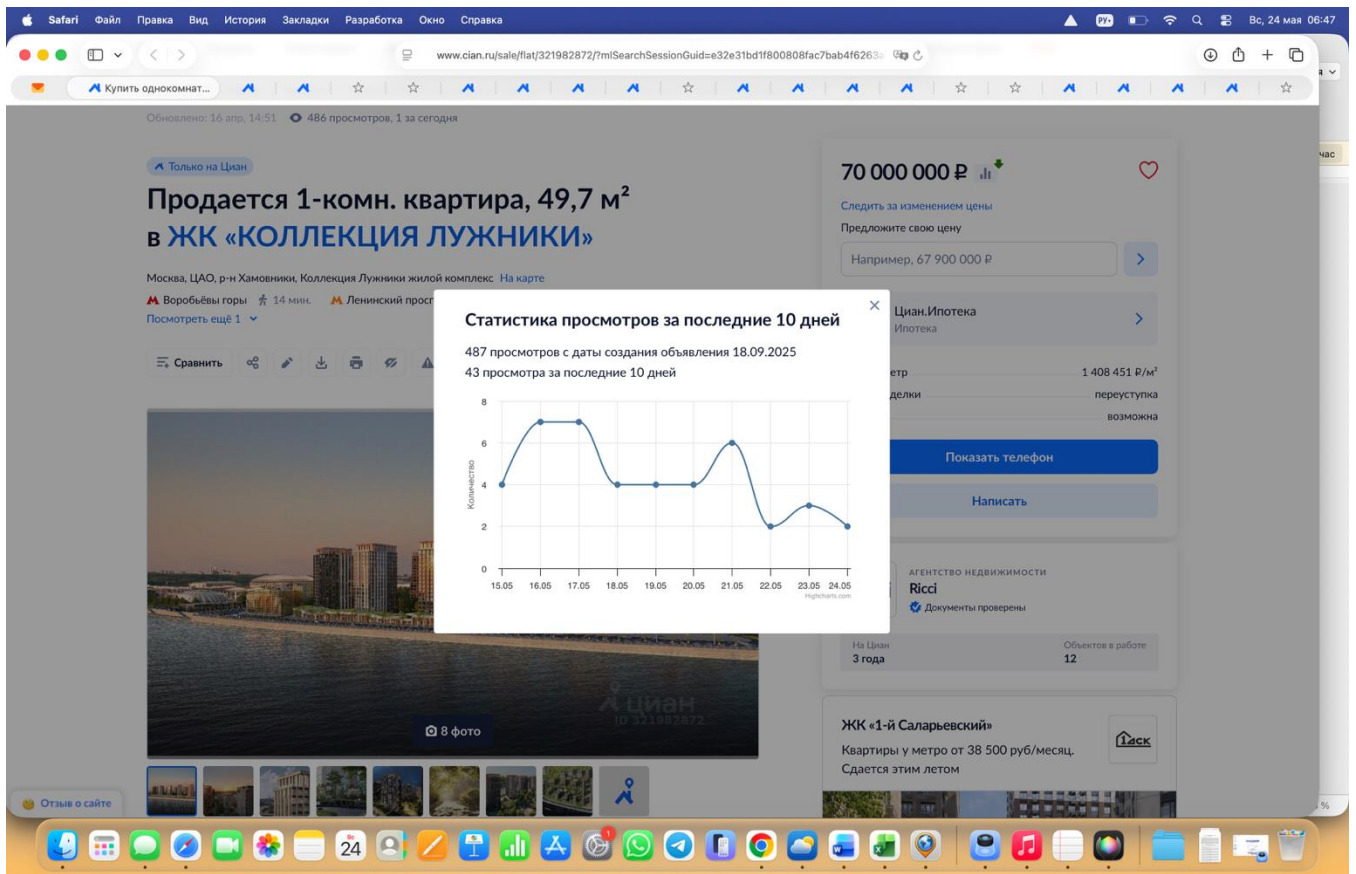 Safari Файл Правка Вид История Закладки Разработка Окно Справка
Вс, 24 мая 06:47
www.cian.ru/sale/flat/321982872/?mlSearchSessionGuid=e32e31bd1f800808fac7bab4f6263
Купить однокомнат...
час
Обновлено: 16 апр, 14:51 486 просмотров, 1 за сегодня
Только на Циан
Продается 1-комн. квартира, 49,7 м²
в ЖК «КОЛЛЕКЦИЯ ЛУЖНИКИ»
Москва, ЦАО, р-н Хамовники, Коллекция Лужники жилой комплекс На карте
Воробьёвы горы 14 мин. Ленинский просп
Посмотреть ещё 1
Сравнить
70 000 000 ₽
Следить за изменением цены
Предложите свою цену
Например, 67 900 000 ₽
Циан.Ипотека
Ипотека
етр 1 408 451 ₽/м²
делки переуступка
возможна
Показать телефон
Написать
Статистика просмотров за последние 10 дней
487 просмотров с даты создания объявления 18.09.2025
43 просмотра за последние 10 дней
Количество
8
6
4
2
0
15.05 16.05 17.05 18.05 19.05 20.05 21.05 22.05 23.05 24.05
Highcharts.com
АГЕНТСТВО НЕДВИЖИМОСТИ
Ricci
Документы проверены
На Циан Объектов в работе
3 года 12
циан
ID 321982872
8 фото
ЖК «1-й Саларьевский»
Квартиры у метро от 38 500 руб/месяц.
Сдается этим летом
1дск
Отзыв о сайте
%
Вс
24
1